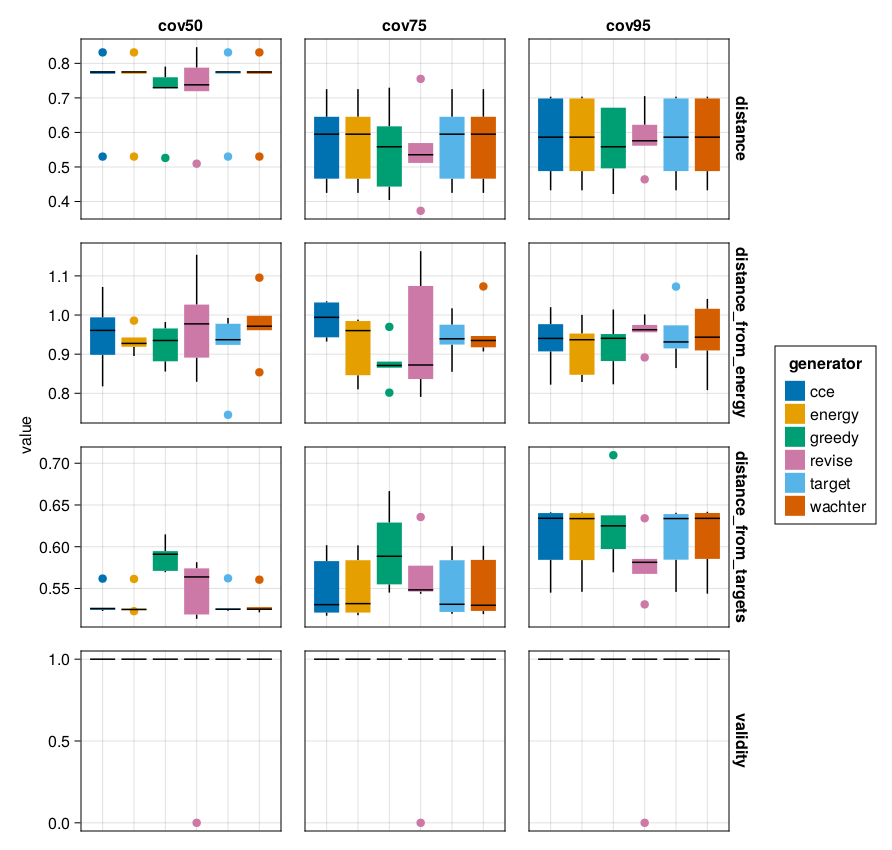 cov50 cov75 cov95
0.8
0.7
0.6
0.5
0.4
distance
1.1
1.0
0.9
0.8
distance_from_energy
value
0.70
0.65
0.60
0.55
distance_from_targets
1.0
0.5
0.0
validity
generator
cce
energy
greedy
revise
target
wachter